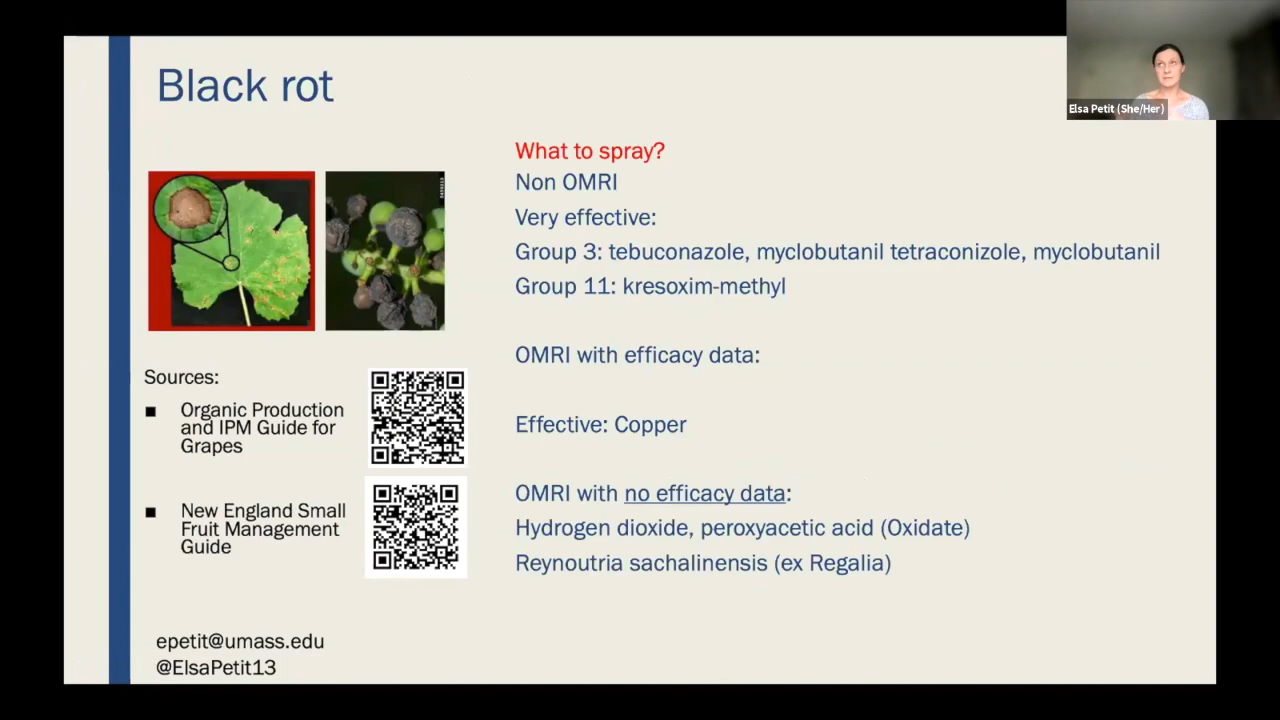 Black rot
Elsa Petit (She/Her)
What to spray?
Non OMRI
Very effective:
Group 3: tebuconazole, myclobutanil tetraconizole, myclobutanil
Group 11: kresoxim-methyl
OMRI with efficacy data:
Effective: Copper
OMRI with no efficacy data:
Hydrogen dioxide, peroxyacetic acid (Oxidate)
Reynoutria sachalinensis (ex Regalia)
Sources:
■ Organic Production
and IPM Guide for
Grapes
■ New England Small
Fruit Management
Guide
epetit@umass.edu
@ElsaPetit13